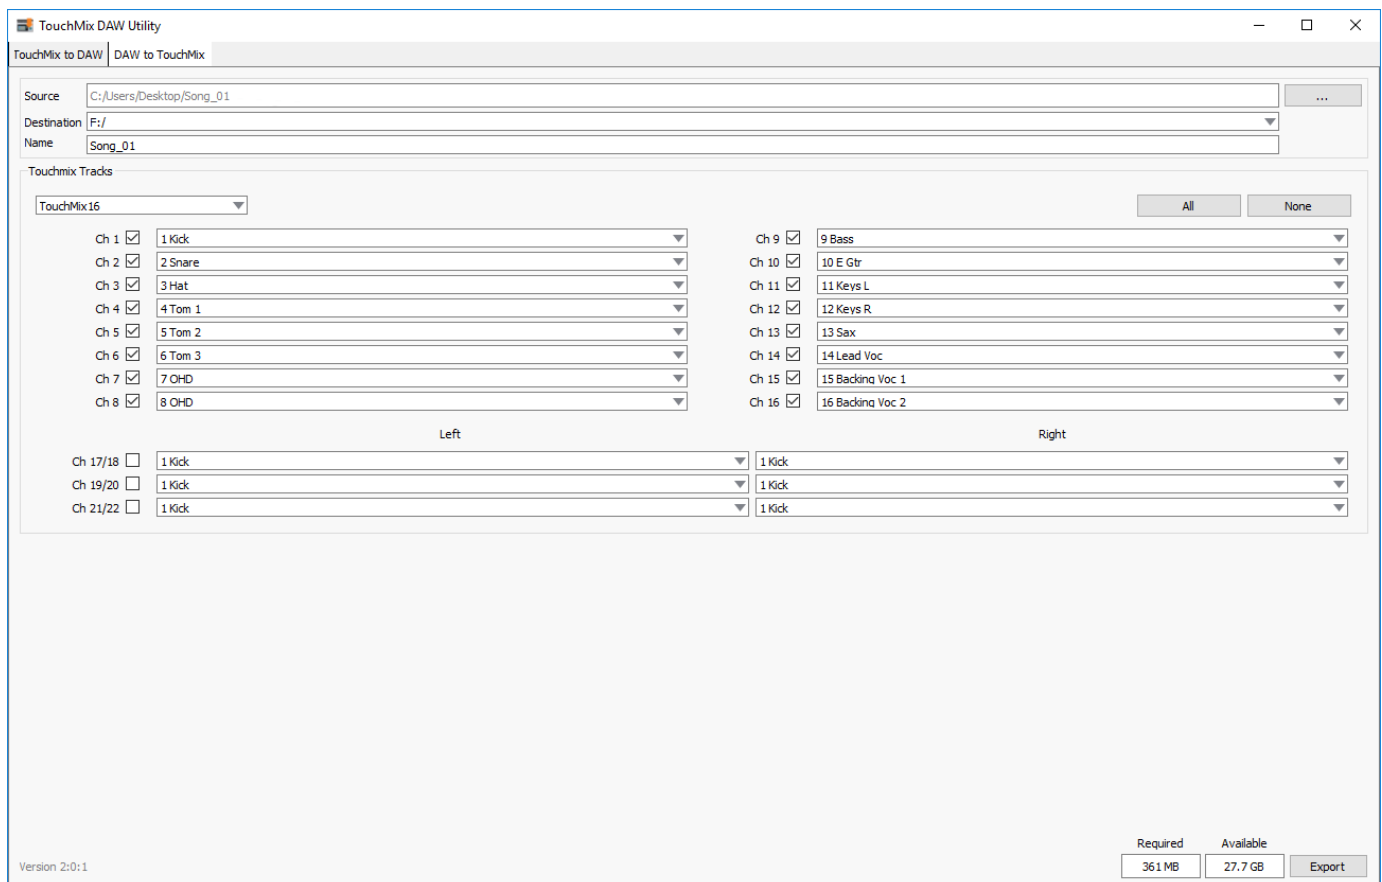 TouchMix DAW Utility
TouchMix to DAW DAW to TouchMix
Source C:/Users/Desktop/Song_01 ...
Destination F:/
Name Song_01
Touchmix Tracks
TouchMix16 All None
Ch 1 1 Kick Ch 9 9 Bass
Ch 2 2 Snare Ch 10 10 E Gtr
Ch 3 3 Hat Ch 11 11 Keys L
Ch 4 4 Tom 1 Ch 12 12 Keys R
Ch 5 5 Tom 2 Ch 13 13 Sax
Ch 6 6 Tom 3 Ch 14 14 Lead Voc
Ch 7 7 OHD Ch 15 15 Backing Voc 1
Ch 8 8 OHD Ch 16 16 Backing Voc 2
Left Right
Ch 17/18 1 Kick 1 Kick
Ch 19/20 1 Kick 1 Kick
Ch 21/22 1 Kick 1 Kick
Required Available
Version 2:0:1 361 MB 27.7 GB Export